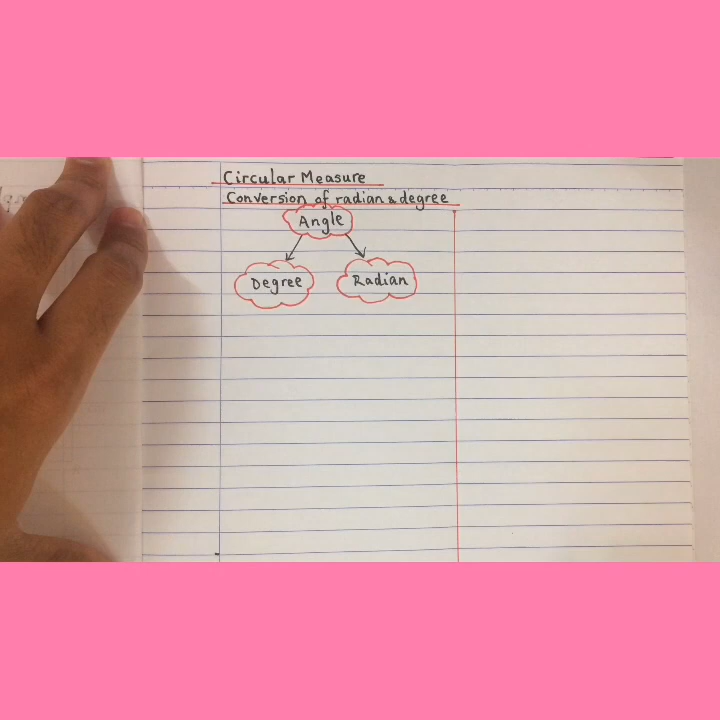 Circular Measure
Conversion of radian & degree
Angle
Degree Radian